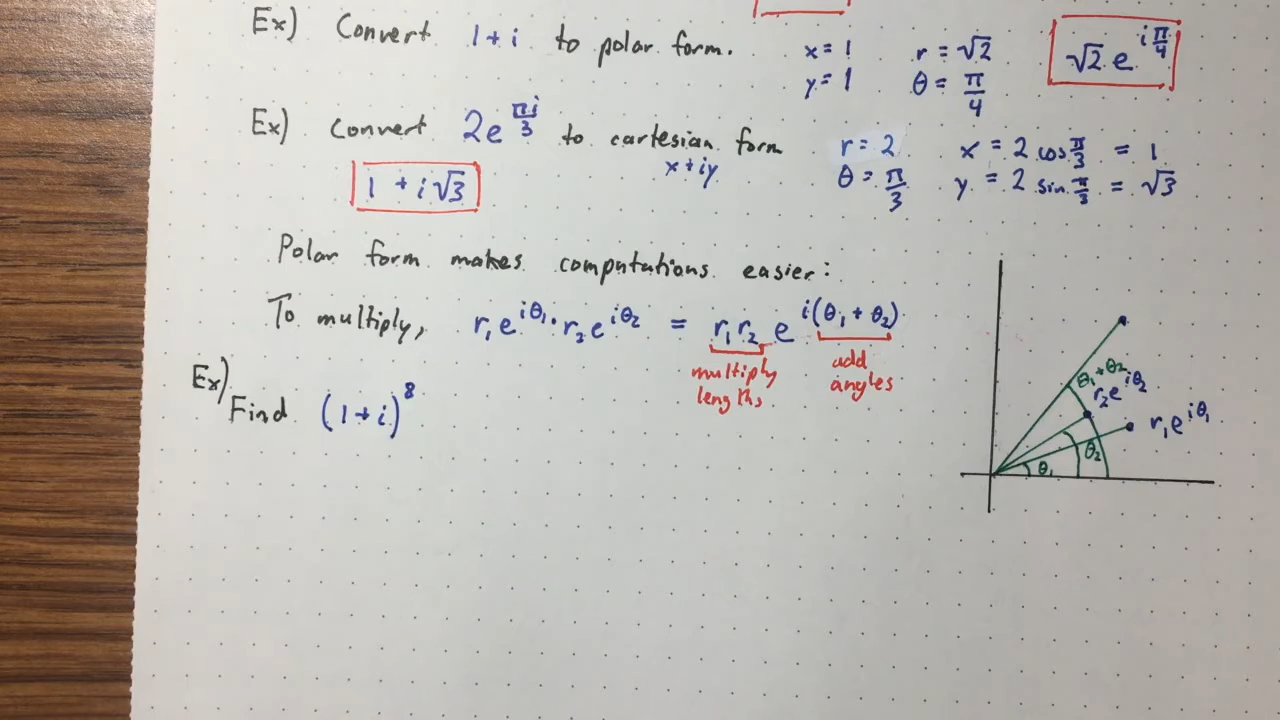 Ex) Convert 1+i to polar form. x=1 r=√2 √2 e^{iπ/4}
y=1 θ=π/4
Ex) Convert 2e^{πi/3} to cartesian form r=2 x=2 cos π/3 = 1
x+iy θ=π/3 y=2 sin π/3 = √3
1 + i√3
Polar form makes computations easier:
To multiply, r₁e^{iθ₁}·r₂e^{iθ₂} = r₁r₂ e^{i(θ₁+θ₂)}
multiply lengths
add angles
Ex)
Find (1+i)⁸
θ₁+θ₂
r₂e^{iθ₂}
r₁e^{iθ₁}
θ₂
θ₁